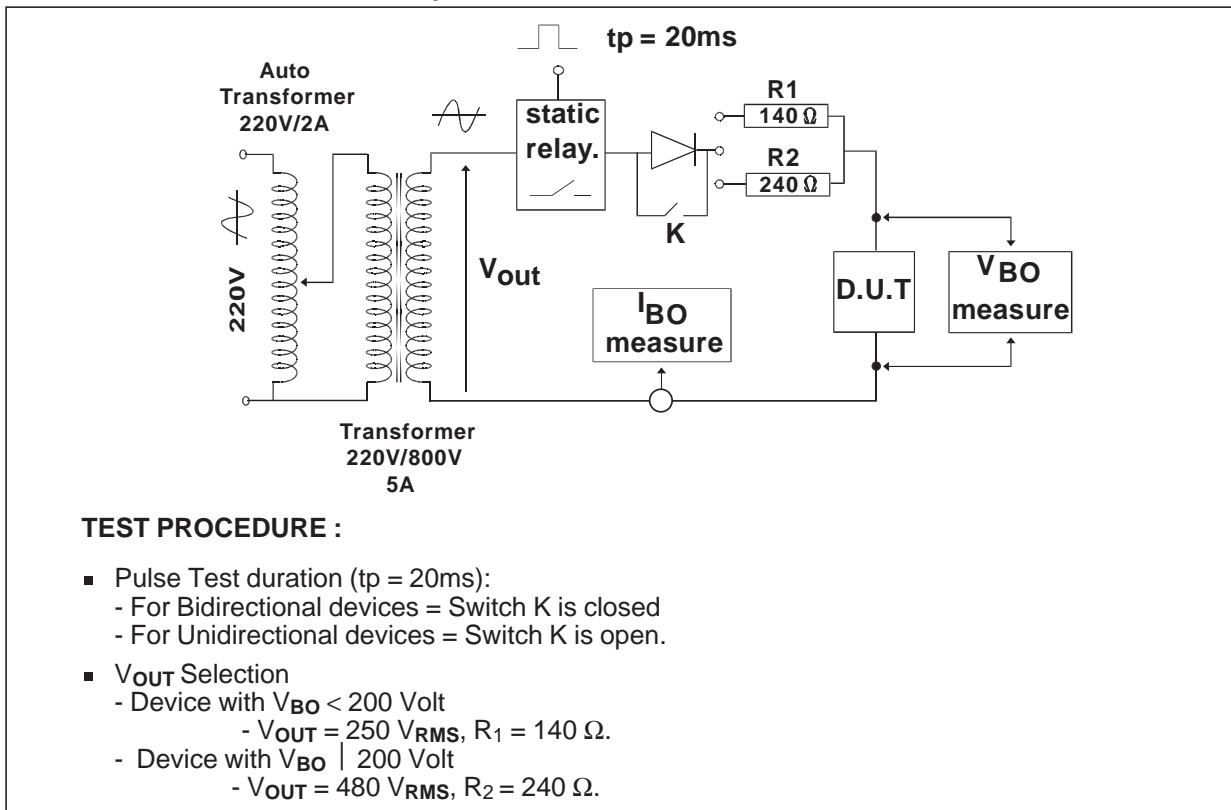 tp = 20ms
Auto
Transformer
220V/2A
static
relay.
R1
140 Ω
R2
240 Ω
K
220V
Vout
IBO
measure
D.U.T
VBO
measure
Transformer
220V/800V
5A
TEST PROCEDURE :
▪ Pulse Test duration (tp = 20ms):
- For Bidirectional devices = Switch K is closed
- For Unidirectional devices = Switch K is open.
▪ VOUT Selection
- Device with VBO < 200 Volt
- VOUT = 250 VRMS, R1 = 140 Ω.
- Device with VBO | 200 Volt
- VOUT = 480 VRMS, R2 = 240 Ω.